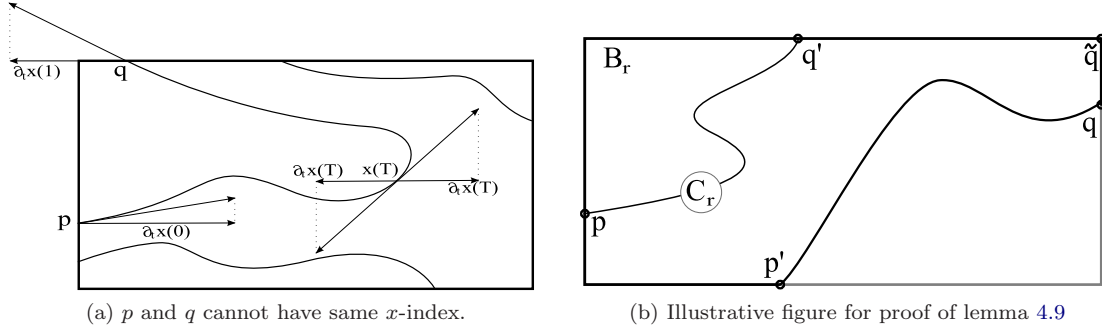 ∂ₜx(1)
q
∂ₜx(T) x(T)
∂ₜx(T)
p
∂ₜx(0)
(a) p and q cannot have same x-index.
Bᵣ
q'
q̃
q
Cᵣ
p
p'
(b) Illustrative figure for proof of lemma 4.9